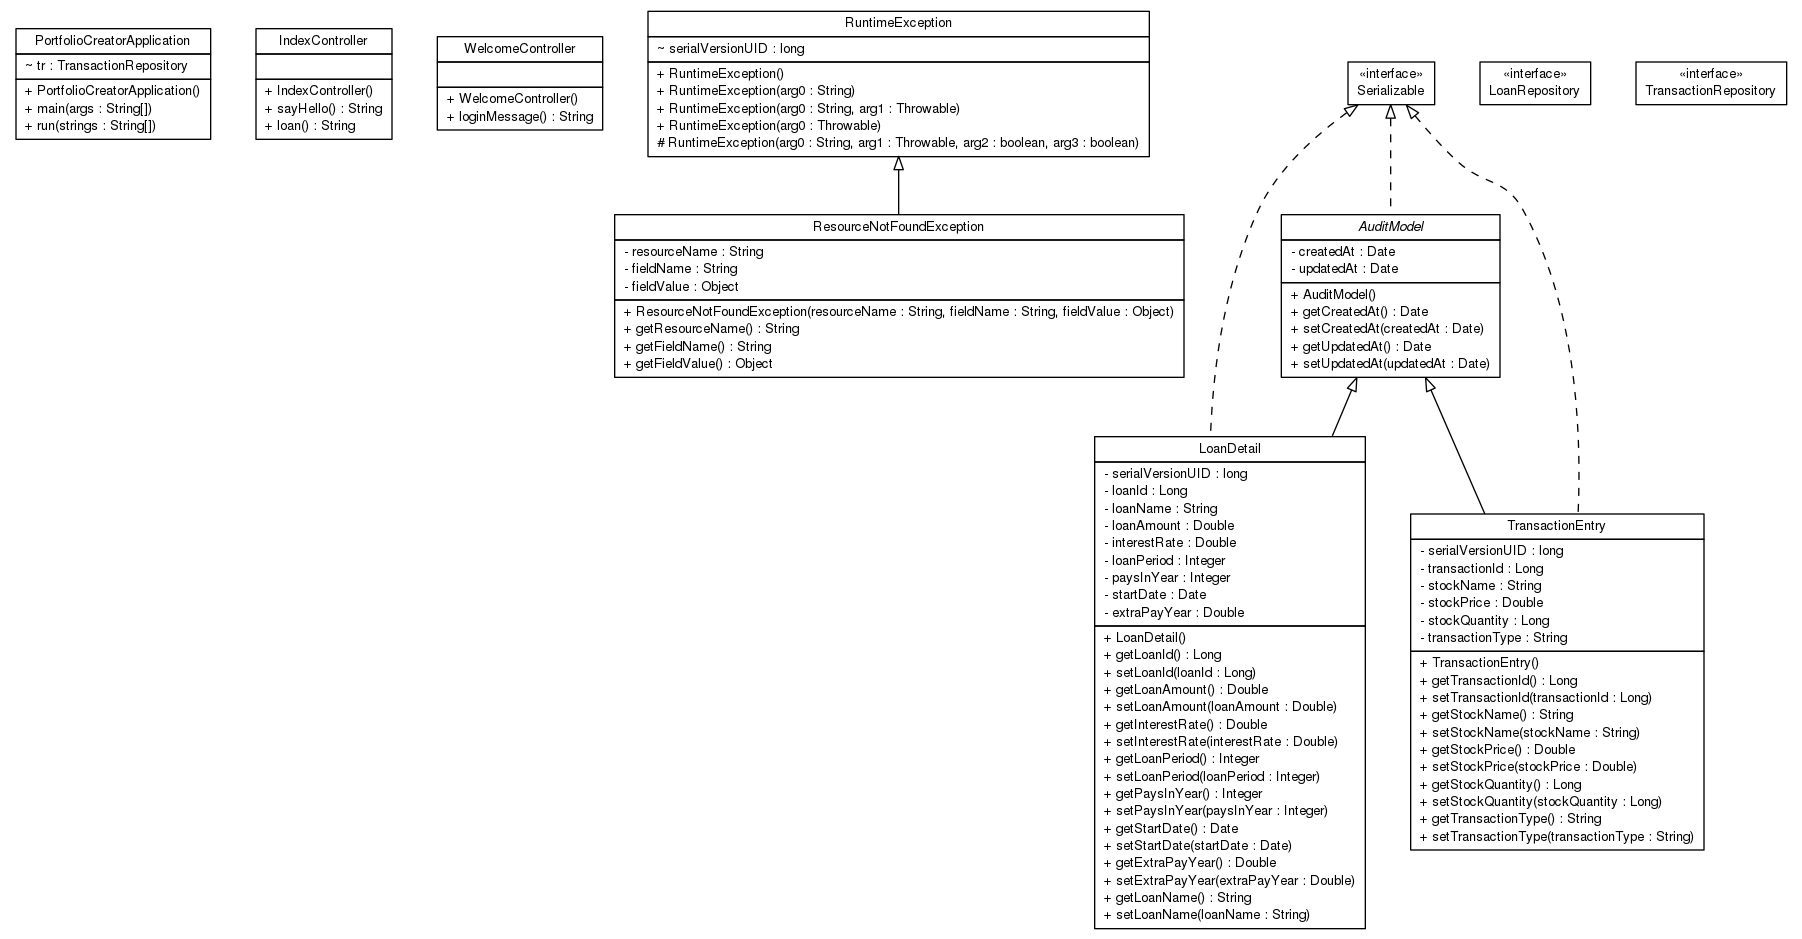 PortfolioCreatorApplication
~ tr : TransactionRepository
+ PortfolioCreatorApplication()
+ main(args : String[])
+ run(strings : String[])
IndexController
+ IndexController()
+ sayHello() : String
+ loan() : String
WelcomeController
+ WelcomeController()
+ loginMessage() : String
RuntimeException
~ serialVersionUID : long
+ RuntimeException()
+ RuntimeException(arg0 : String)
+ RuntimeException(arg0 : String, arg1 : Throwable)
+ RuntimeException(arg0 : Throwable)
# RuntimeException(arg0 : String, arg1 : Throwable, arg2 : boolean, arg3 : boolean)
«interface»
Serializable
«interface»
LoanRepository
«interface»
TransactionRepository
ResourceNotFoundException
- resourceName : String
- fieldName : String
- fieldValue : Object
+ ResourceNotFoundException(resourceName : String, fieldName : String, fieldValue : Object)
+ getResourceName() : String
+ getFieldName() : String
+ getFieldValue() : Object
AuditModel
- createdAt : Date
- updatedAt : Date
+ AuditModel()
+ getCreatedAt() : Date
+ setCreatedAt(createdAt : Date)
+ getUpdatedAt() : Date
+ setUpdatedAt(updatedAt : Date)
LoanDetail
- serialVersionUID : long
- loanId : Long
- loanName : String
- loanAmount : Double
- interestRate : Double
- loanPeriod : Integer
- paysInYear : Integer
- startDate : Date
- extraPayYear : Double
+ LoanDetail()
+ getLoanId() : Long
+ setLoanId(loanId : Long)
+ getLoanAmount() : Double
+ setLoanAmount(loanAmount : Double)
+ getInterestRate() : Double
+ setInterestRate(interestRate : Double)
+ getLoanPeriod() : Integer
+ setLoanPeriod(loanPeriod : Integer)
+ getPaysInYear() : Integer
+ setPaysInYear(paysInYear : Integer)
+ getStartDate() : Date
+ setStartDate(startDate : Date)
+ getExtraPayYear() : Double
+ setExtraPayYear(extraPayYear : Double)
+ getLoanName() : String
+ setLoanName(loanName : String)
TransactionEntry
- serialVersionUID : long
- transactionId : Long
- stockName : String
- stockPrice : Double
- stockQuantity : Long
- transactionType : String
+ TransactionEntry()
+ getTransactionId() : Long
+ setTransactionId(transactionId : Long)
+ getStockName() : String
+ setStockName(stockName : String)
+ getStockPrice() : Double
+ setStockPrice(stockPrice : Double)
+ getStockQuantity() : Long
+ setStockQuantity(stockQuantity : Long)
+ getTransactionType() : String
+ setTransactionType(transactionType : String)